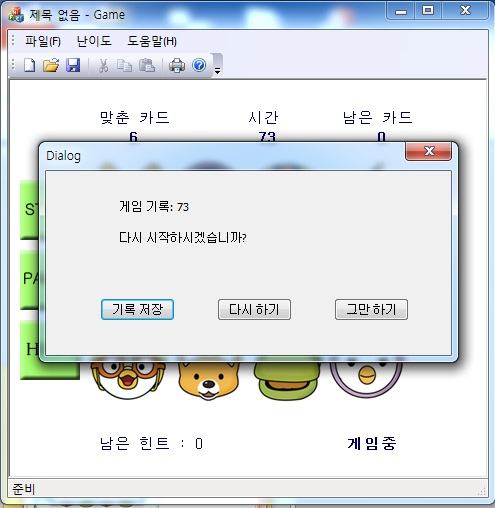 제목 없음 - Game
파일(F) 난이도 도움말(H)
맞춘 카드 시간 남은 카드
6 73 0
Dialog
게임 기록: 73
다시 시작하시겠습니까?
기록 저장 다시 하기 그만 하기
ST
PA
H
남은 힌트 : 0 게임중
준비